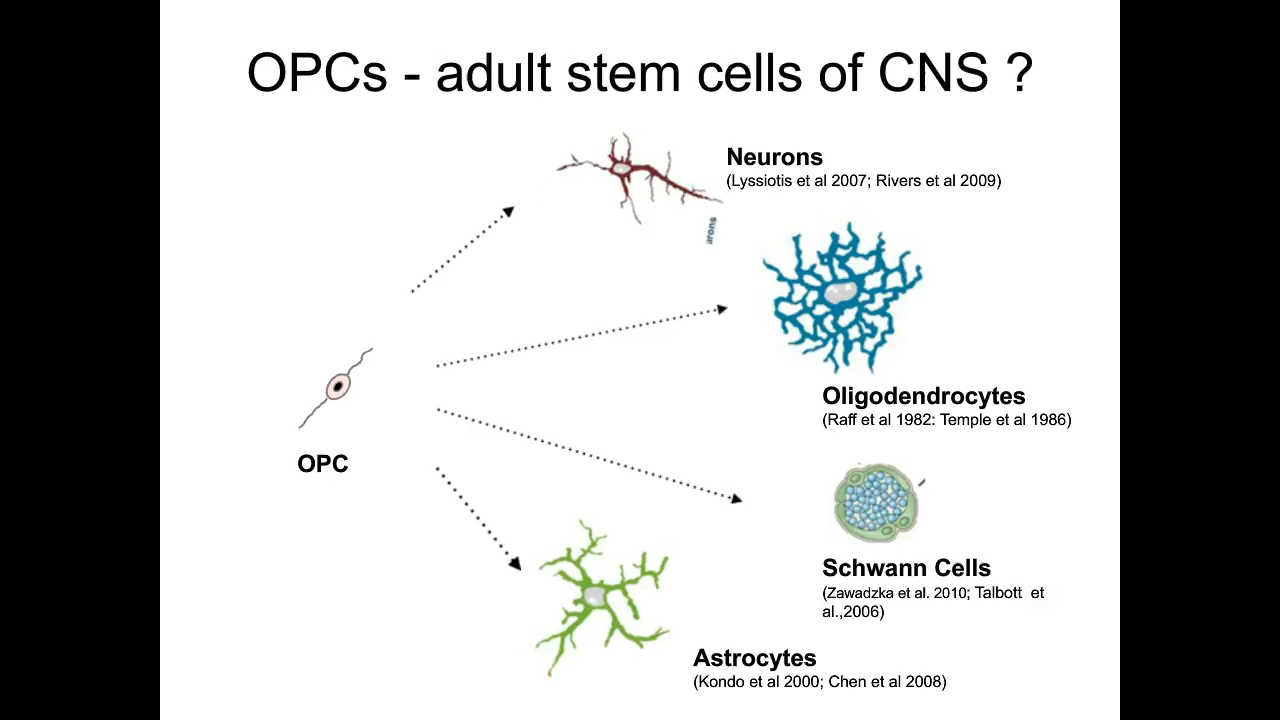 OPCs - adult stem cells of CNS ?
Neurons
(Lyssiotis et al 2007; Rivers et al 2009)
urons
Oligodendrocytes
(Raff et al 1982: Temple et al 1986)
OPC
Schwann Cells
(Zawadzka et al. 2010; Talbott et
al.,2006)
Astrocytes
(Kondo et al 2000; Chen et al 2008)